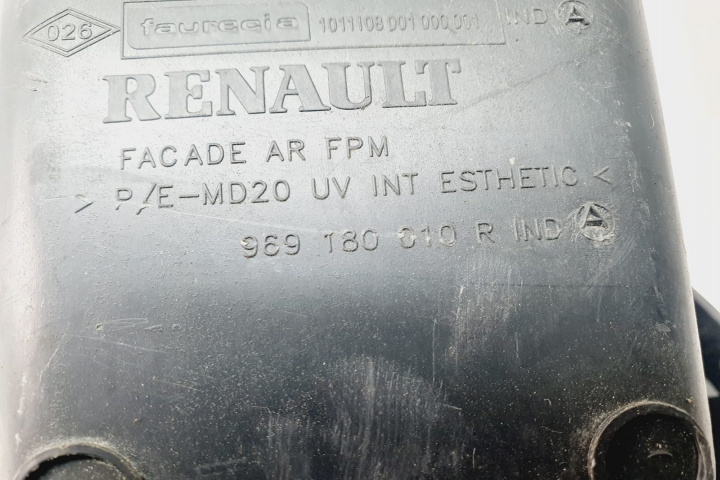 026 faurecia 1011108 001 000 001 IND A
RENAULT
FACADE AR FPM
> P/E-MD20 UV INT ESTHETIC <
969 180 010 R IND A